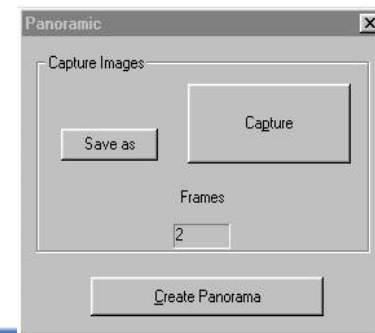 Panoramic
Capture Images
Capture
Save as
Frames
2
Create Panorama